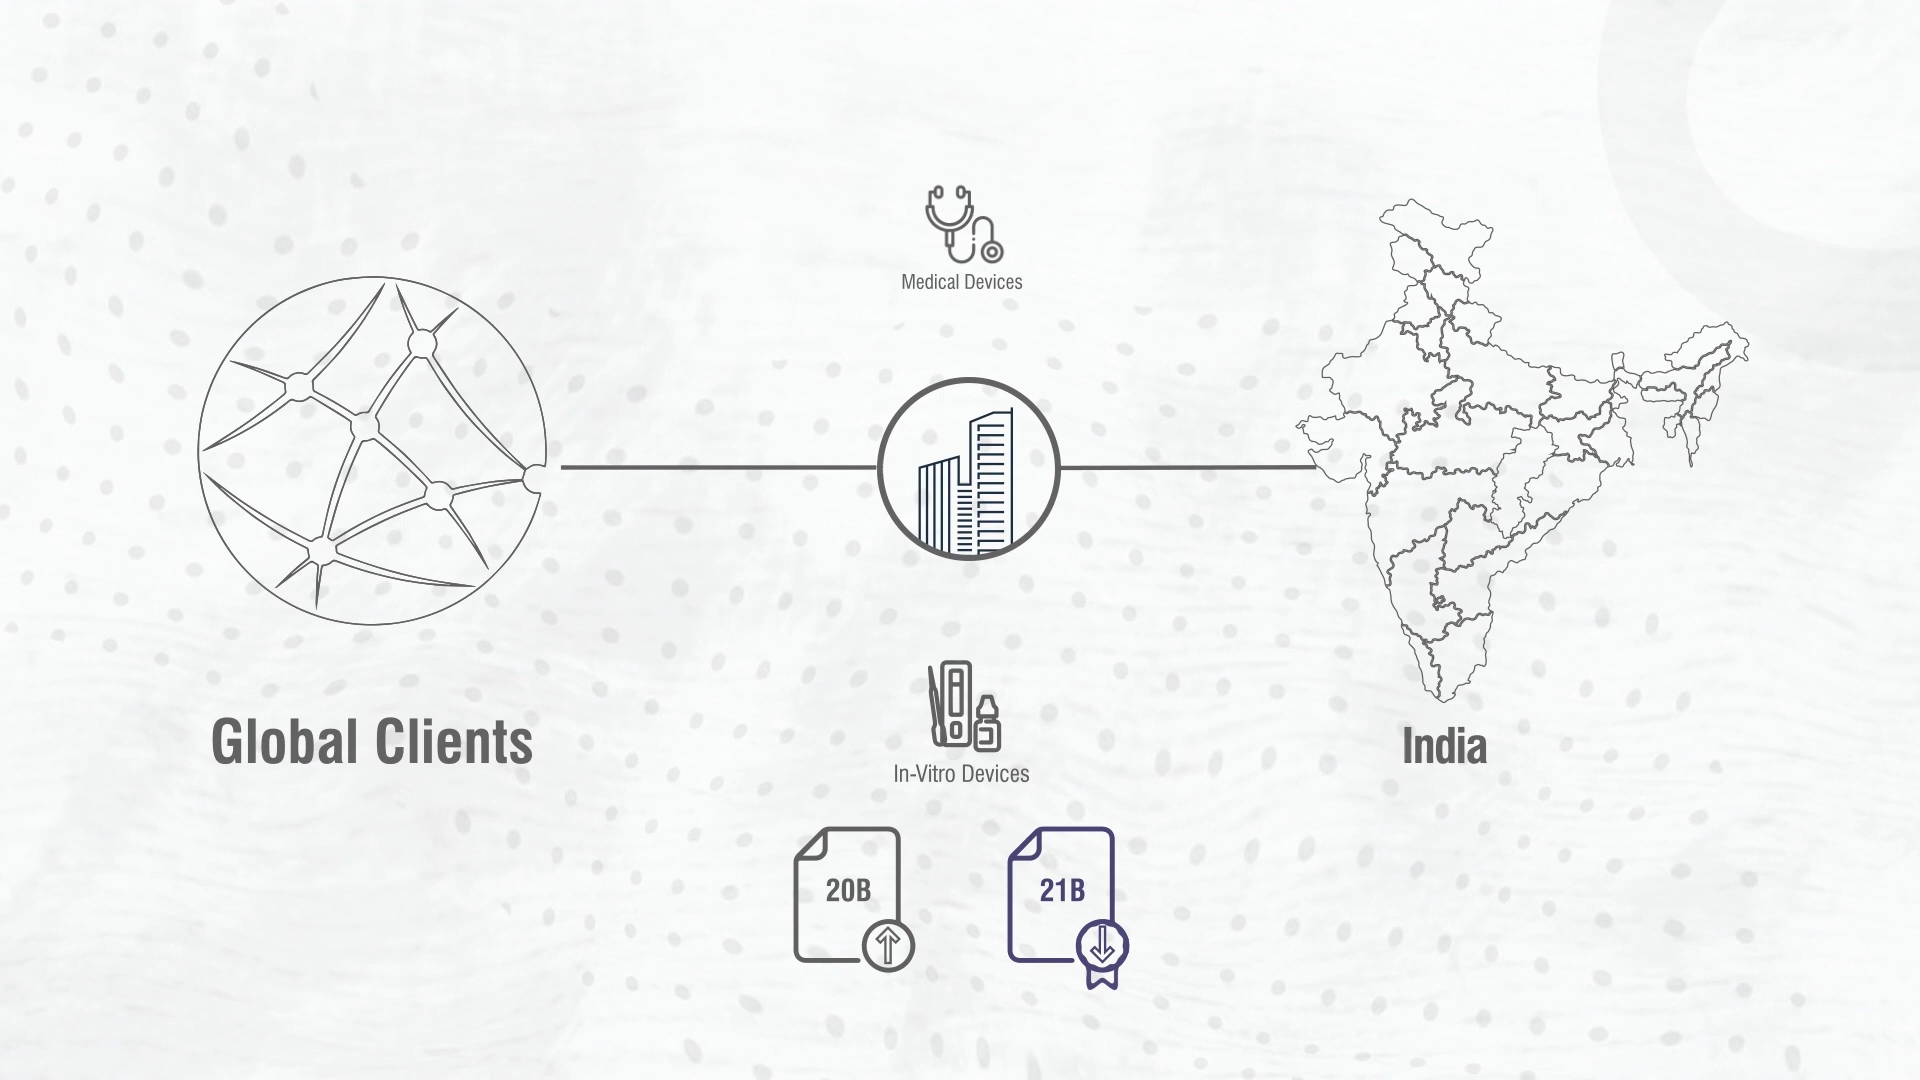 Medical Devices
Global Clients
India
In-Vitro Devices
20B
21B